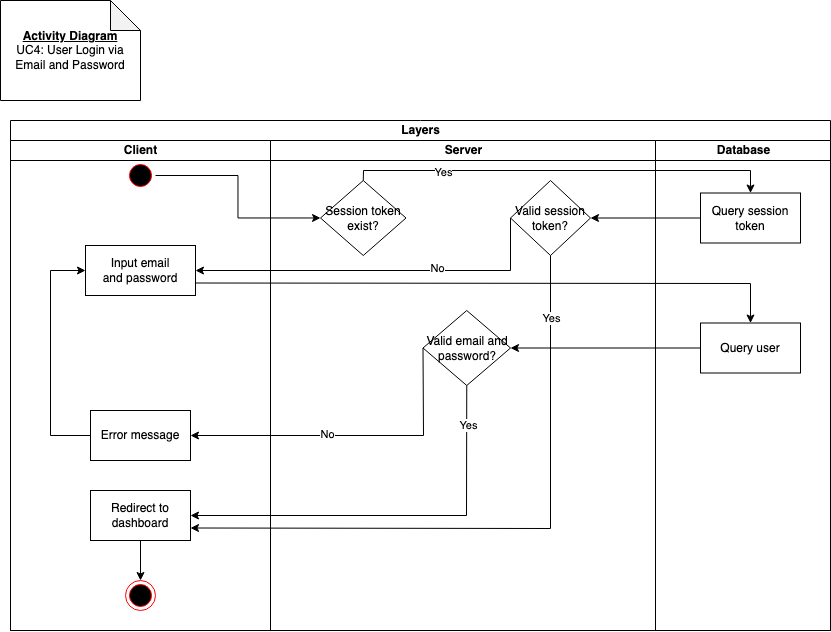 Activity Diagram
UC4: User Login via
Email and Password
Layers
Client
Server
Database
Yes
Session token
exist?
Valid session
token?
Query session
token
Input email
and password
No
Yes
Valid email and
password?
Query user
Yes
Error message
No
Redirect to
dashboard